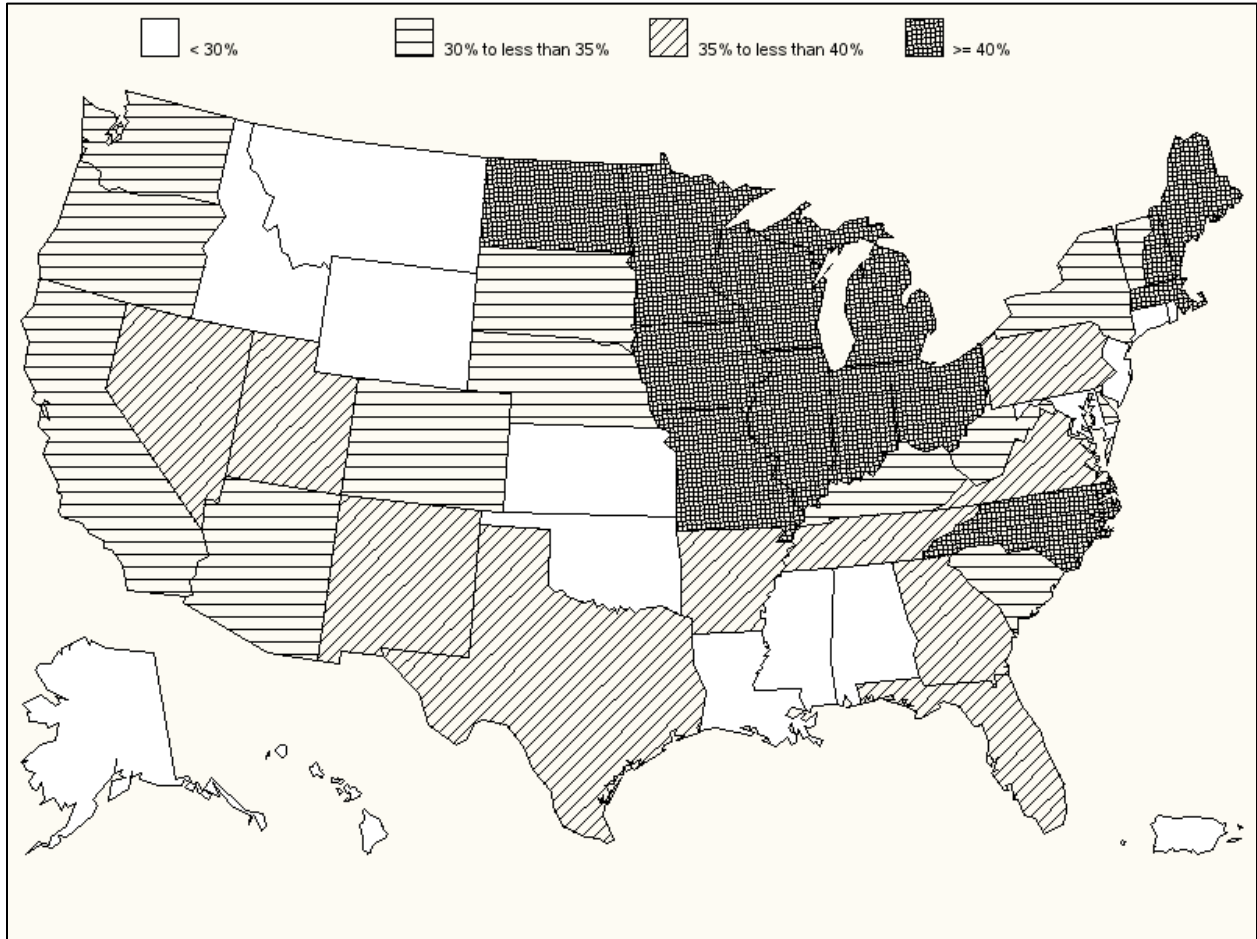 < 30%
30% to less than 35%
35% to less than 40%
>= 40%